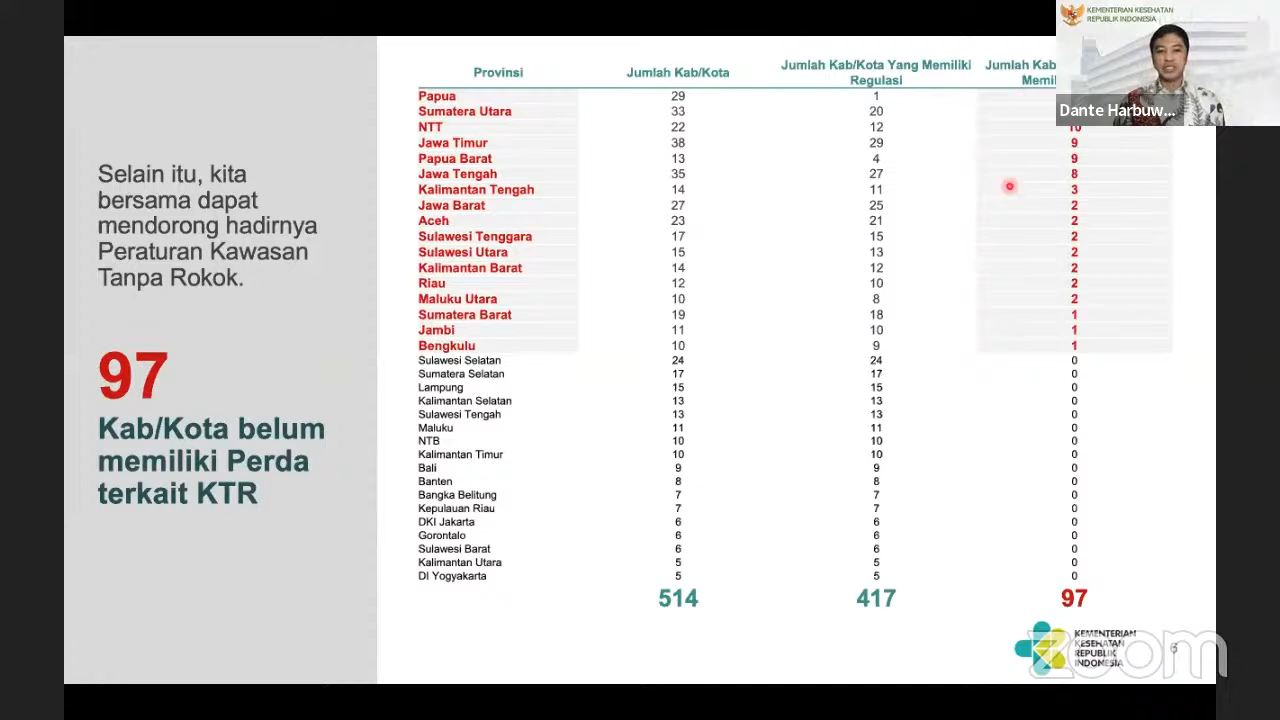 KEMENTERIAN KESEHATAN
REPUBLIK INDONESIA
Dante Harbuw...
Selain itu, kita
bersama dapat
mendorong hadirnya
Peraturan Kawasan
Tanpa Rokok.
97
Kab/Kota belum
memiliki Perda
terkait KTR
Provinsi Jumlah Kab/Kota Jumlah Kab/Kota Yang Memiliki Regulasi Jumlah Kab
Papua 29 1
Sumatera Utara 33 20
NTT 22 12 10
Jawa Timur 38 29 9
Papua Barat 13 4 9
Jawa Tengah 35 27 8
Kalimantan Tengah 14 11 3
Jawa Barat 27 25 2
Aceh 23 21 2
Sulawesi Tenggara 17 15 2
Sulawesi Utara 15 13 2
Kalimantan Barat 14 12 2
Riau 12 10 2
Maluku Utara 10 8 2
Sumatera Barat 19 18 1
Jambi 11 10 1
Bengkulu 10 9 1
Sulawesi Selatan 24 24 0
Sumatera Selatan 17 17 0
Lampung 15 15 0
Kalimantan Selatan 13 13 0
Sulawesi Tengah 13 13 0
Maluku 11 11 0
NTB 10 10 0
Kalimantan Timur 10 10 0
Bali 9 9 0
Banten 8 8 0
Bangka Belitung 7 7 0
Kepulauan Riau 7 7 0
DKI Jakarta 6 6 0
Gorontalo 6 6 0
Sulawesi Barat 6 6 0
Kalimantan Utara 5 5 0
DI Yogyakarta 5 5 0
514 417 97
KEMENTERIAN
KESEHATAN
REPUBLIK
INDONESIA
zoom
6